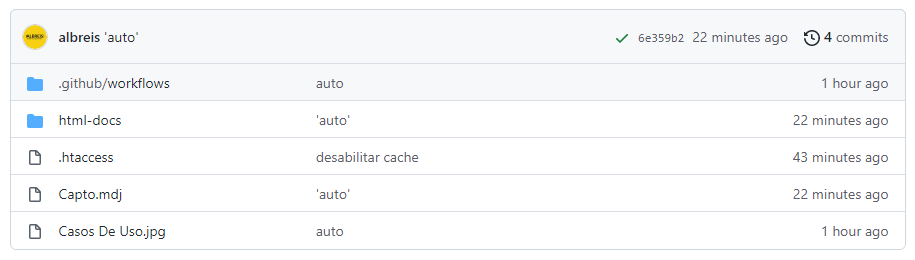 ALBREIS albreis 'auto' 6e359b2 22 minutes ago 4 commits
.github/workflows auto 1 hour ago
html-docs 'auto' 22 minutes ago
.htaccess desabilitar cache 43 minutes ago
Capto.mdj 'auto' 22 minutes ago
Casos De Uso.jpg auto 1 hour ago